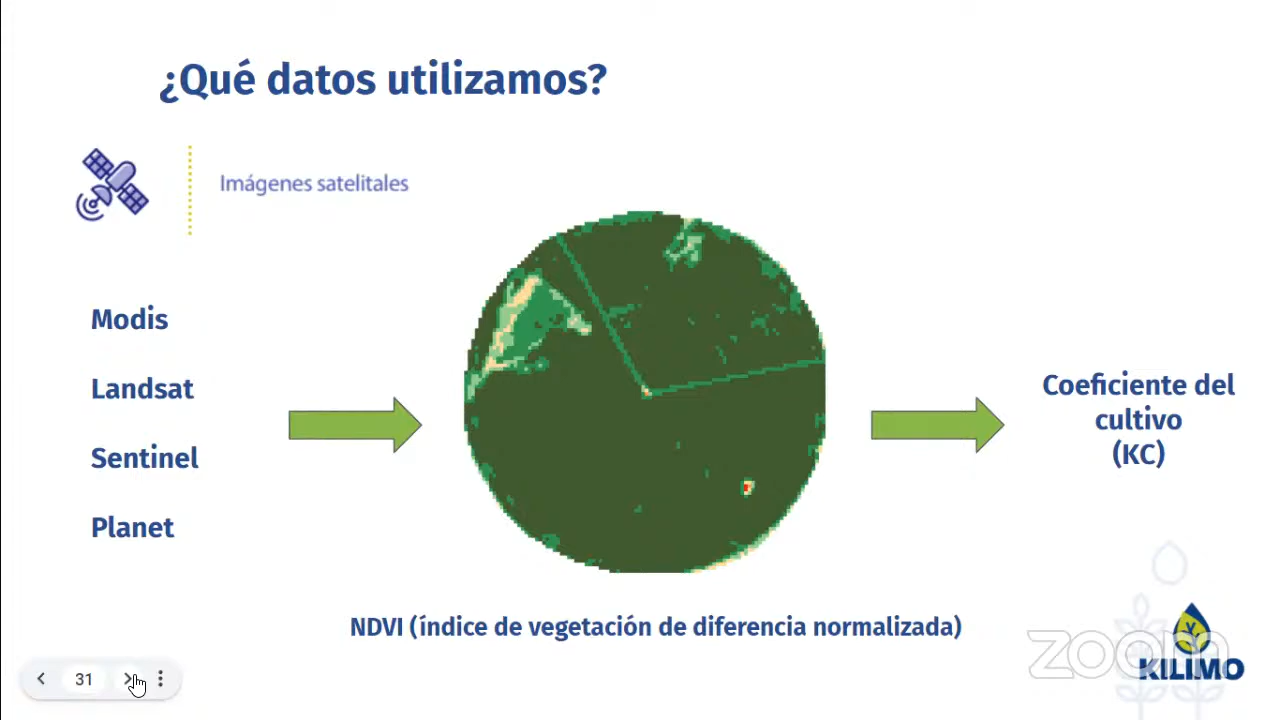 ¿Qué datos utilizamos?
Imágenes satelitales
Modis
Landsat
Sentinel
Planet
Coeficiente del
cultivo
(KC)
NDVI (índice de vegetación de diferencia normalizada)
zoom
KILIMO
31